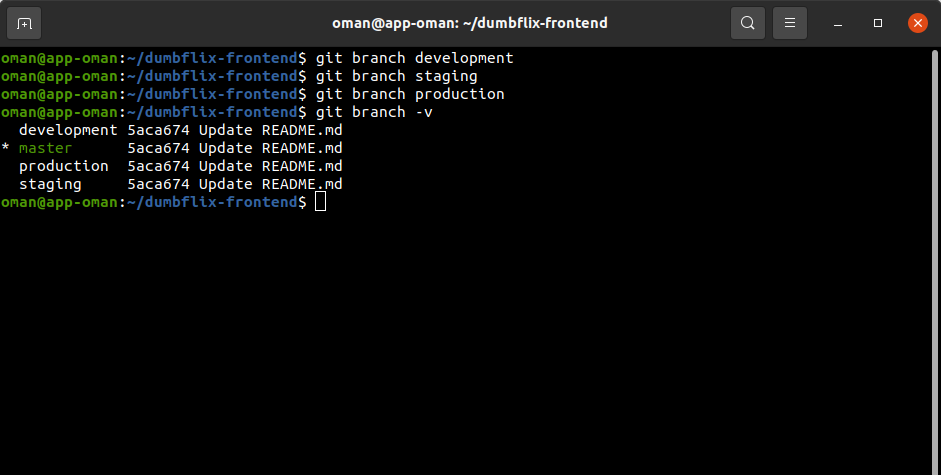 oman@app-oman: ~/dumbflix-frontend
oman@app-oman:~/dumbflix-frontend$ git branch development
oman@app-oman:~/dumbflix-frontend$ git branch staging
oman@app-oman:~/dumbflix-frontend$ git branch production
oman@app-oman:~/dumbflix-frontend$ git branch -v
  development 5aca674 Update README.md
* master      5aca674 Update README.md
  production  5aca674 Update README.md
  staging     5aca674 Update README.md
oman@app-oman:~/dumbflix-frontend$